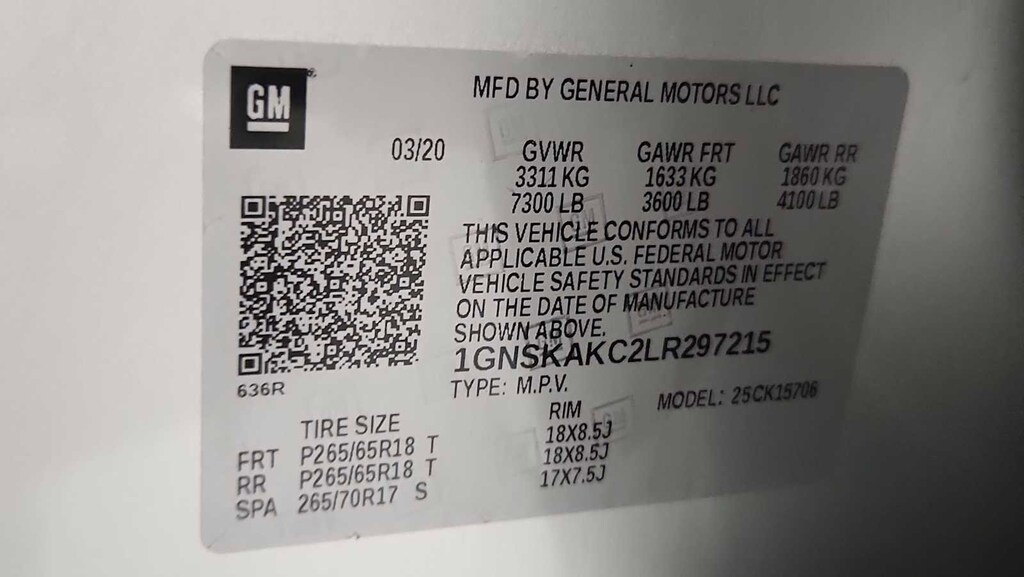 GM
MFD BY GENERAL MOTORS LLC
03/20
GVWR GAWR FRT GAWR RR
3311 KG 1633 KG 1860 KG
7300 LB 3600 LB 4100 LB
THIS VEHICLE CONFORMS TO ALL
APPLICABLE U.S. FEDERAL MOTOR
VEHICLE SAFETY STANDARDS IN EFFECT
ON THE DATE OF MANUFACTURE
SHOWN ABOVE.
1GNSKAKC2LR297215
636R
TYPE: M.P.V. MODEL: 25CK15706
TIRE SIZE RIM
FRT P265/65R18 T 18X8.5J
RR P265/65R18 T 18X8.5J
SPA 265/70R17 S 17X7.5J